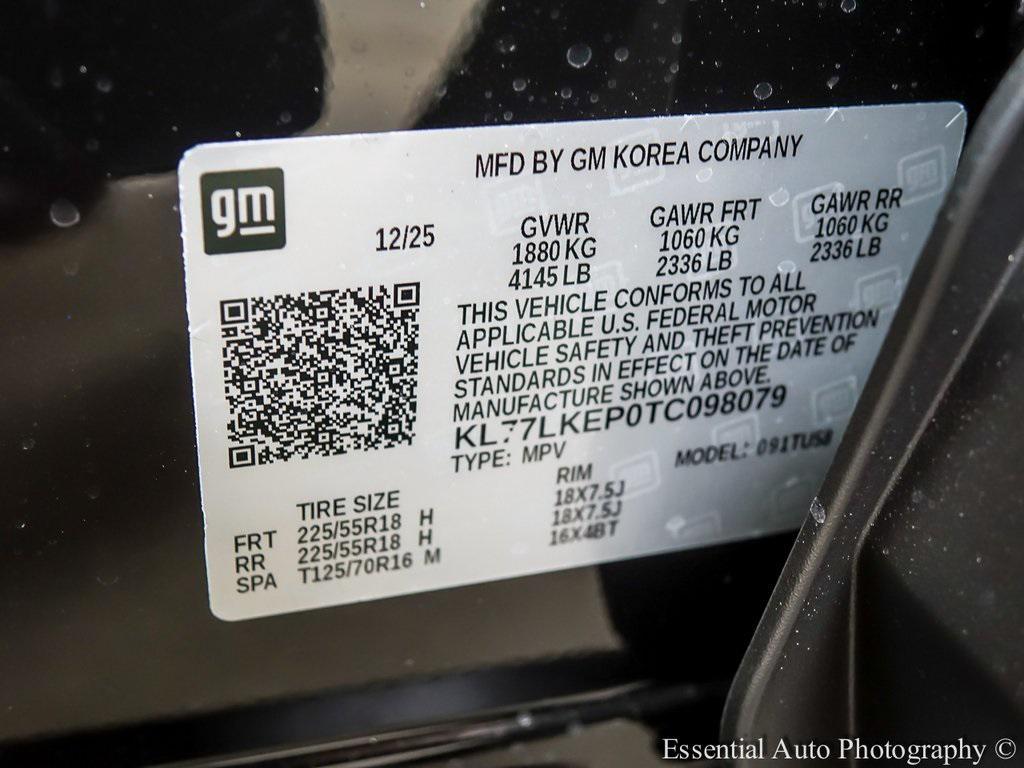 MFD BY GM KOREA COMPANY
gm
12/25
GVWR
1880 KG
4145 LB
GAWR FRT
1060 KG
2336 LB
GAWR RR
1060 KG
2336 LB
THIS VEHICLE CONFORMS TO ALL
APPLICABLE U.S. FEDERAL MOTOR
VEHICLE SAFETY AND THEFT PREVENTION
STANDARDS IN EFFECT ON THE DATE OF
MANUFACTURE SHOWN ABOVE.
KL77LKEP0TC098079
TYPE: MPV
MODEL: 091TU58
TIRE SIZE
RIM
FRT 225/55R18 H 18X7.5J
RR 225/55R18 H 18X7.5J
SPA T125/70R16 M 16X4BT
Essential Auto Photography ©